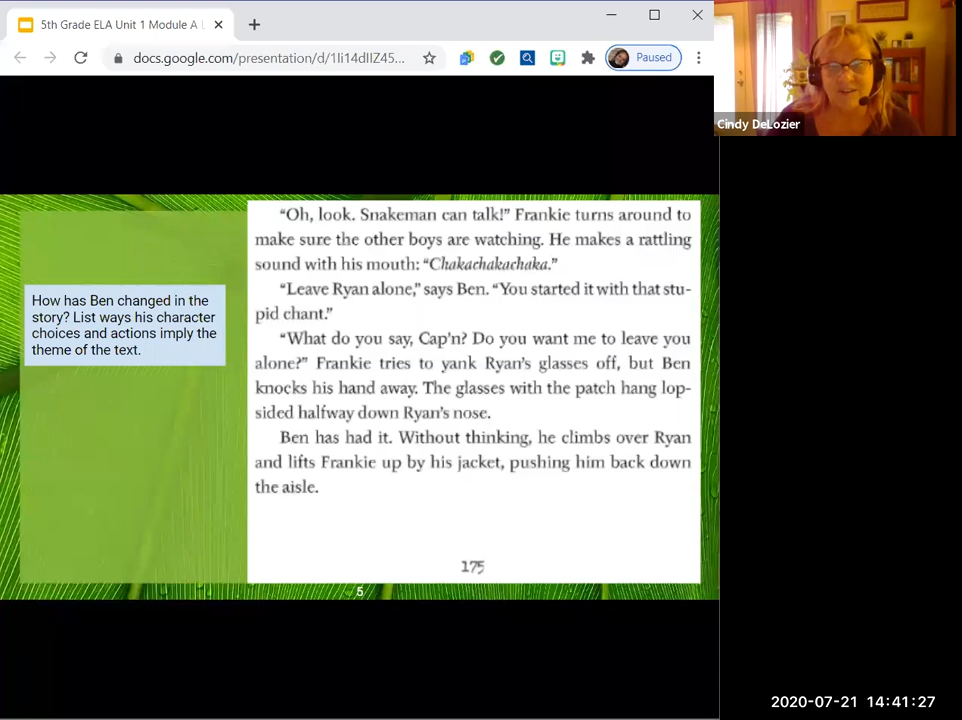 5th Grade ELA Unit 1 Module A L
docs.google.com/presentation/d/1Ii14dIIZ45...
Paused
Cindy DeLozier
How has Ben changed in the
story? List ways his character
choices and actions imply the
theme of the text.
“Oh, look. Snakeman can talk!” Frankie turns around to
make sure the other boys are watching. He makes a rattling
sound with his mouth: “Chakachakachaka.”
“Leave Ryan alone,” says Ben. “You started it with that stu-
pid chant.”
“What do you say, Cap’n? Do you want me to leave you
alone?” Frankie tries to yank Ryan’s glasses off, but Ben
knocks his hand away. The glasses with the patch hang lop-
sided halfway down Ryan’s nose.
Ben has had it. Without thinking, he climbs over Ryan
and lifts Frankie up by his jacket, pushing him back down
the aisle.
175
5
2020-07-21 14:41:27